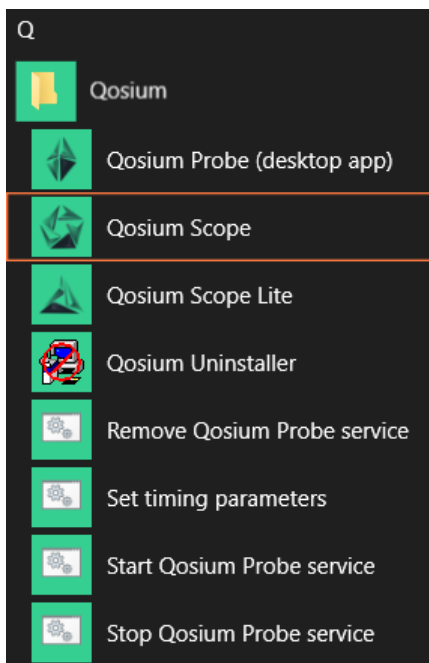 Q
Qosium
Qosium Probe (desktop app)
Qosium Scope
Qosium Scope Lite
Qosium Uninstaller
Remove Qosium Probe service
Set timing parameters
Start Qosium Probe service
Stop Qosium Probe service